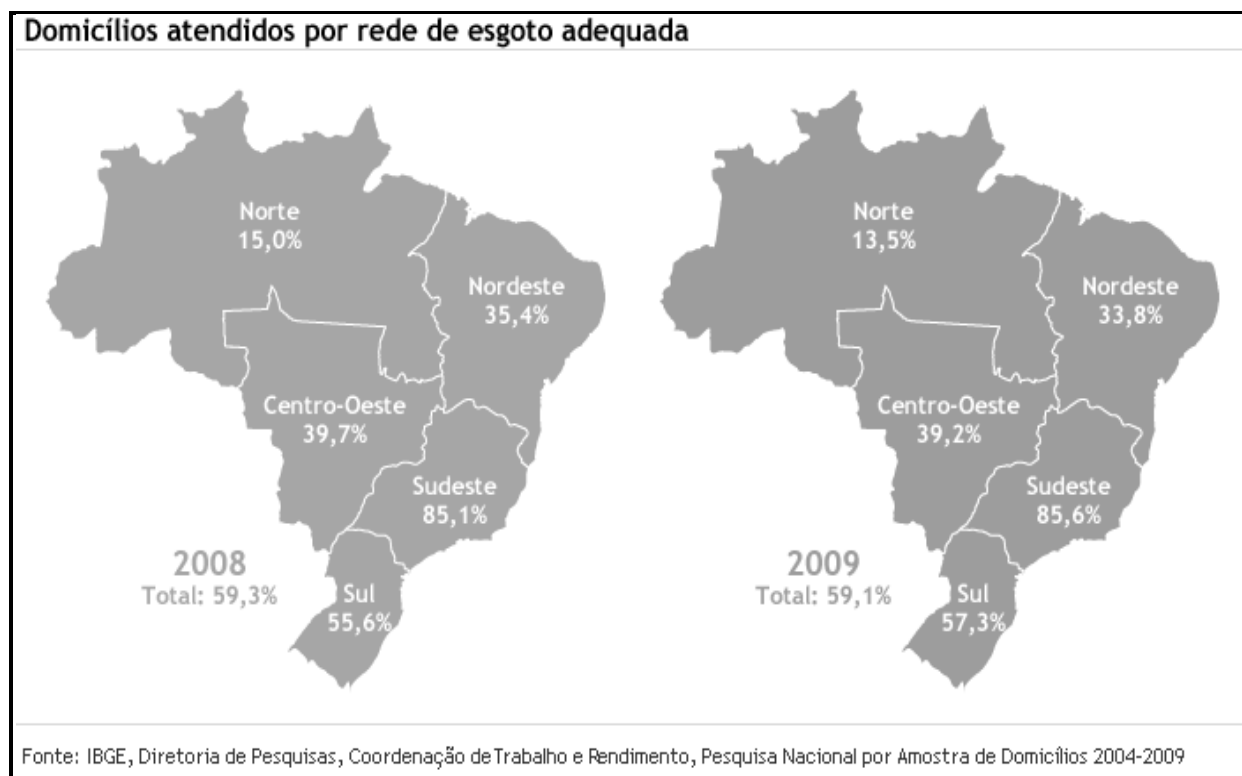 Domicílios atendidos por rede de esgoto adequada
Norte
15,0%
Nordeste
35,4%
Centro-Oeste
39,7%
Sudeste
85,1%
2008
Total: 59,3%
Sul
55,6%
Norte
13,5%
Nordeste
33,8%
Centro-Oeste
39,2%
Sudeste
85,6%
2009
Total: 59,1%
Sul
57,3%
Fonte: IBGE, Diretoria de Pesquisas, Coordenação de Trabalho e Rendimento, Pesquisa Nacional por Amostra de Domicílios 2004-2009